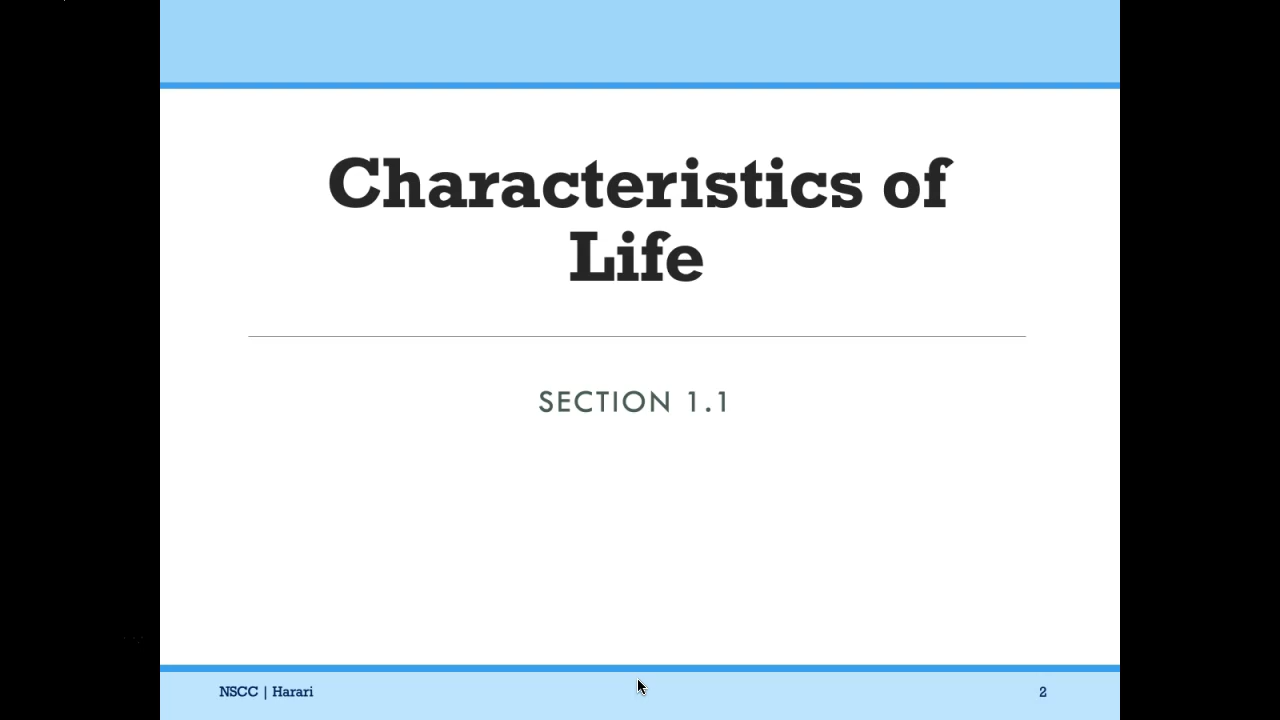 Characteristics of
Life
SECTION 1.1
NSCC | Harari
2